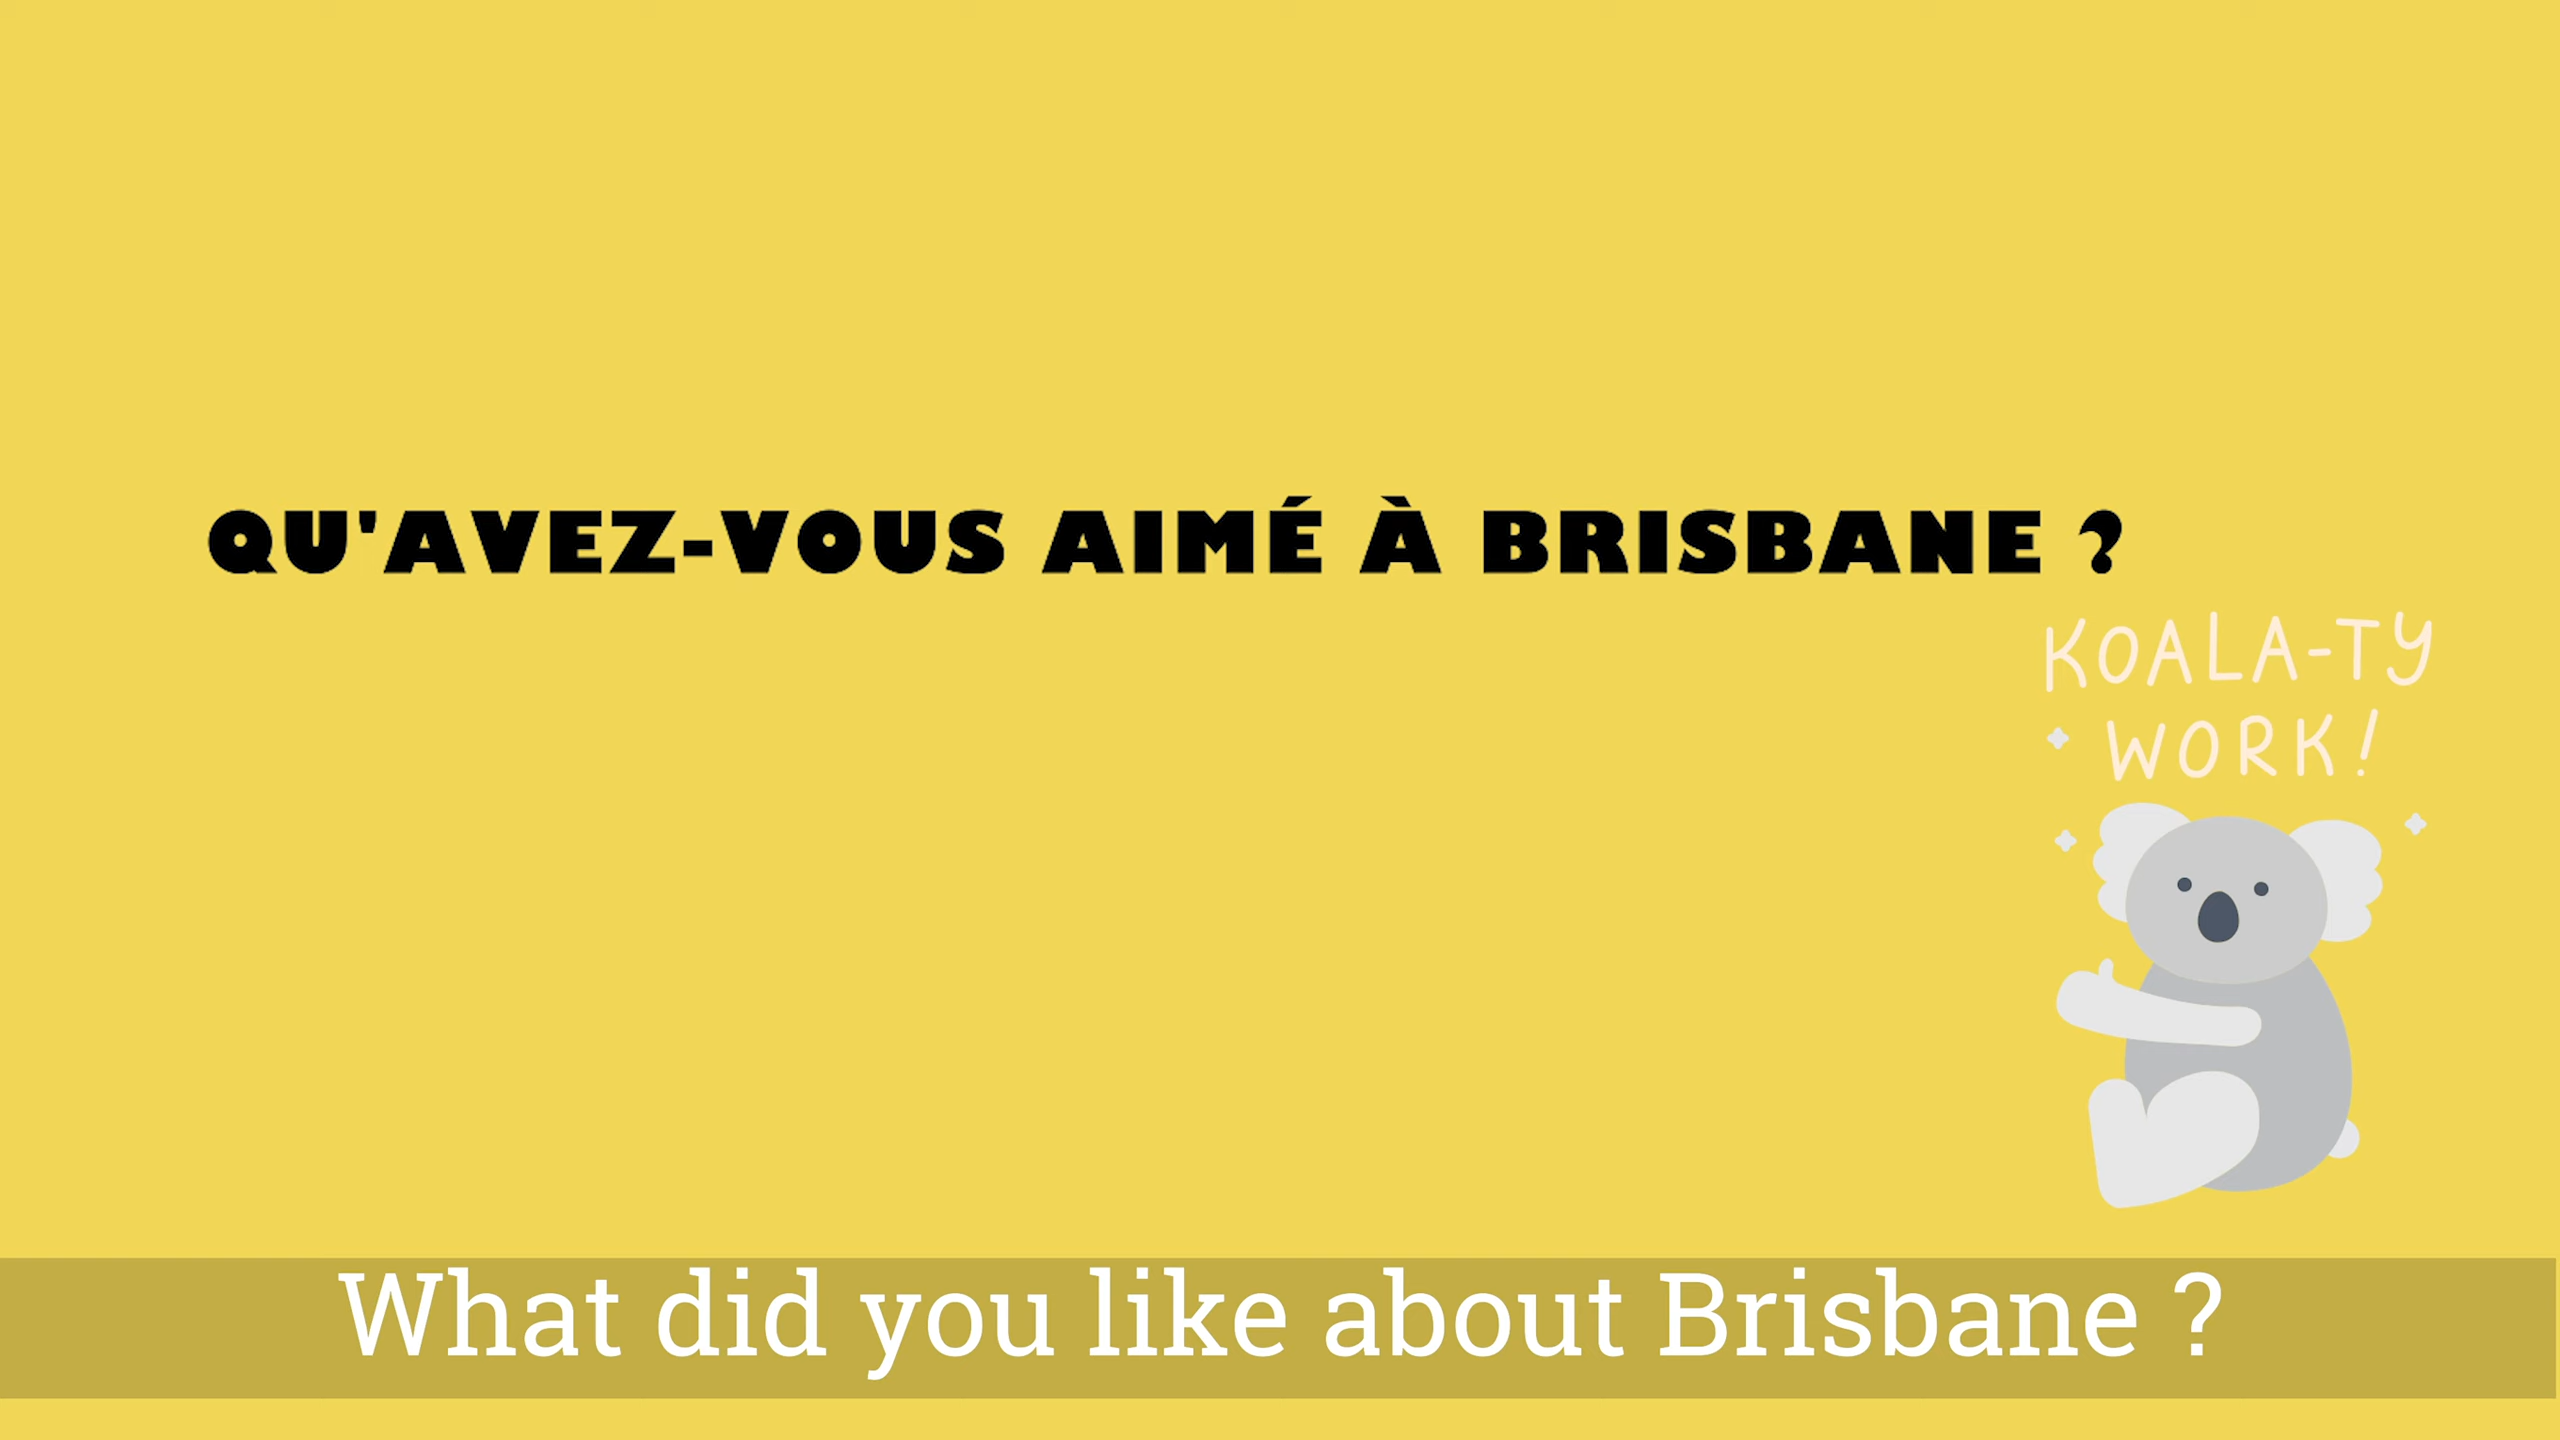 QU'AVEZ-VOUS AIMÉ À BRISBANE ?
KOALA-TY
WORK!
What did you like about Brisbane ?